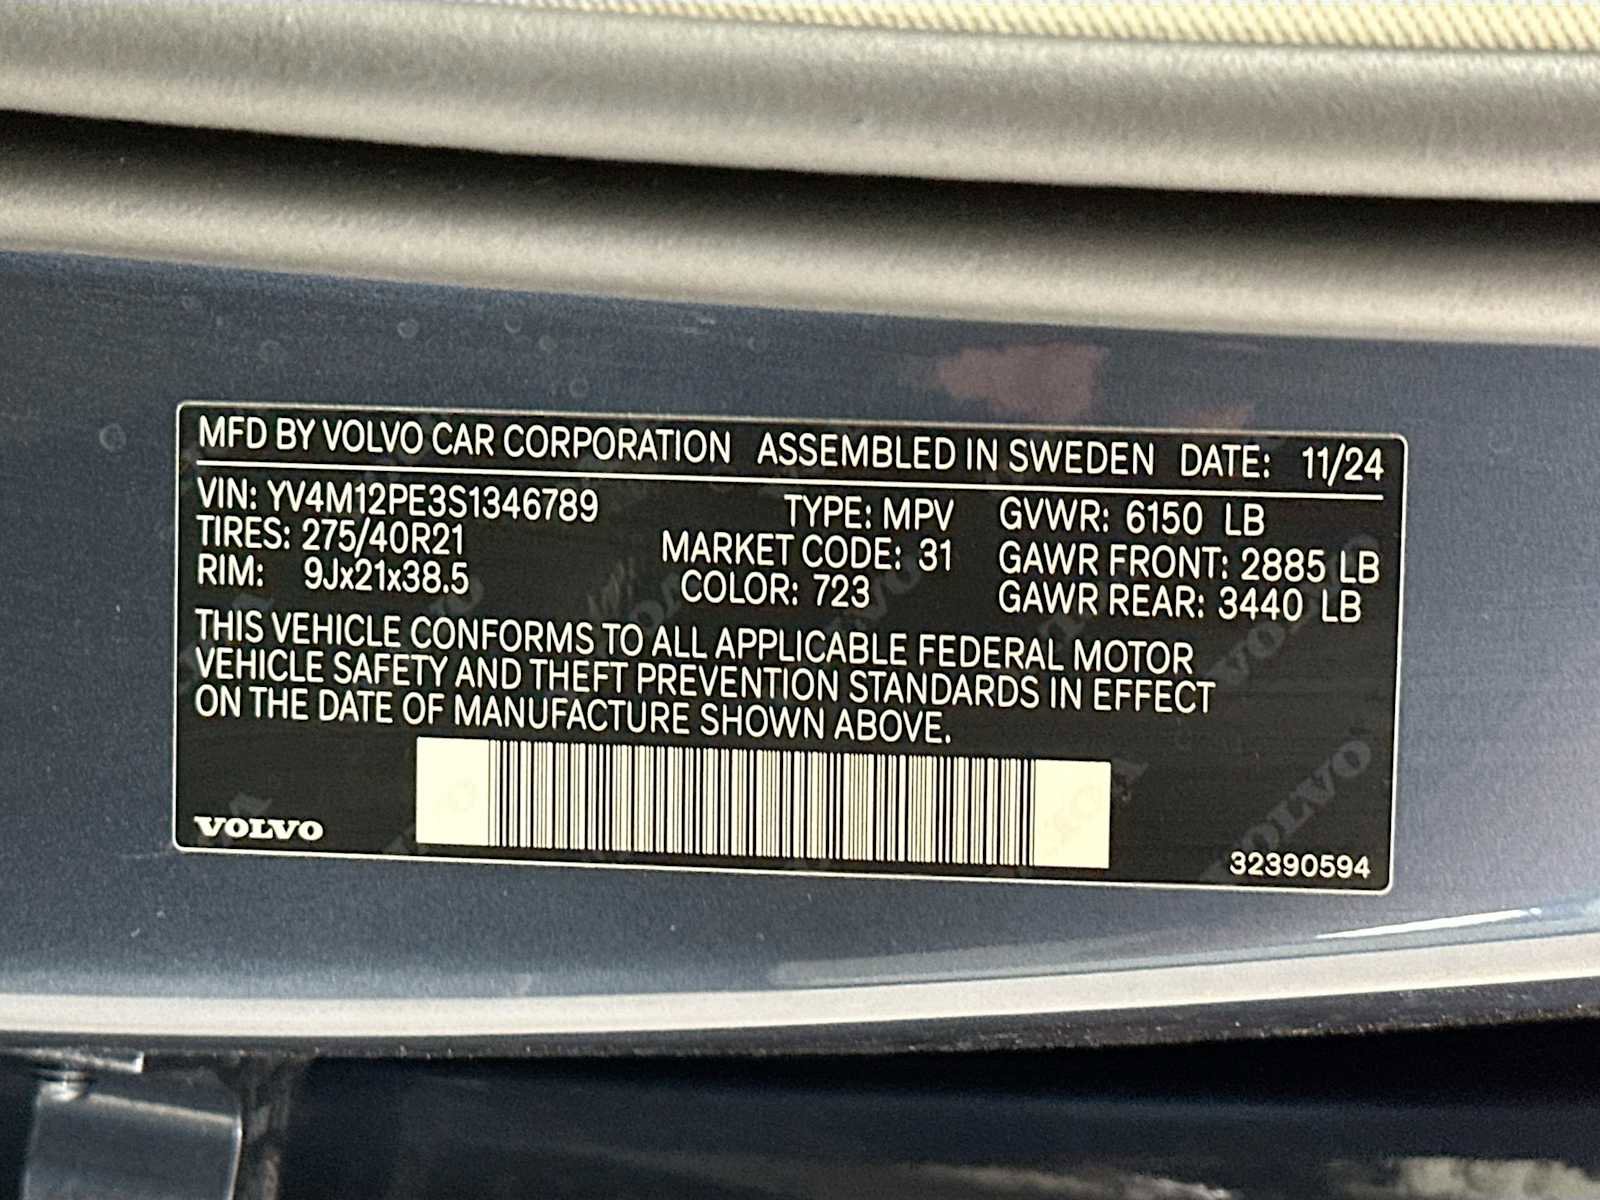 MFD BY VOLVO CAR CORPORATION ASSEMBLED IN SWEDEN DATE: 11/24
VIN: YV4M12PE3S1346789 TYPE: MPV GVWR: 6150 LB
TIRES: 275/40R21 MARKET CODE: 31 GAWR FRONT: 2885 LB
RIM: 9Jx21x38.5 COLOR: 723 GAWR REAR: 3440 LB
THIS VEHICLE CONFORMS TO ALL APPLICABLE FEDERAL MOTOR
VEHICLE SAFETY AND THEFT PREVENTION STANDARDS IN EFFECT
ON THE DATE OF MANUFACTURE SHOWN ABOVE.
VOLVO 32390594